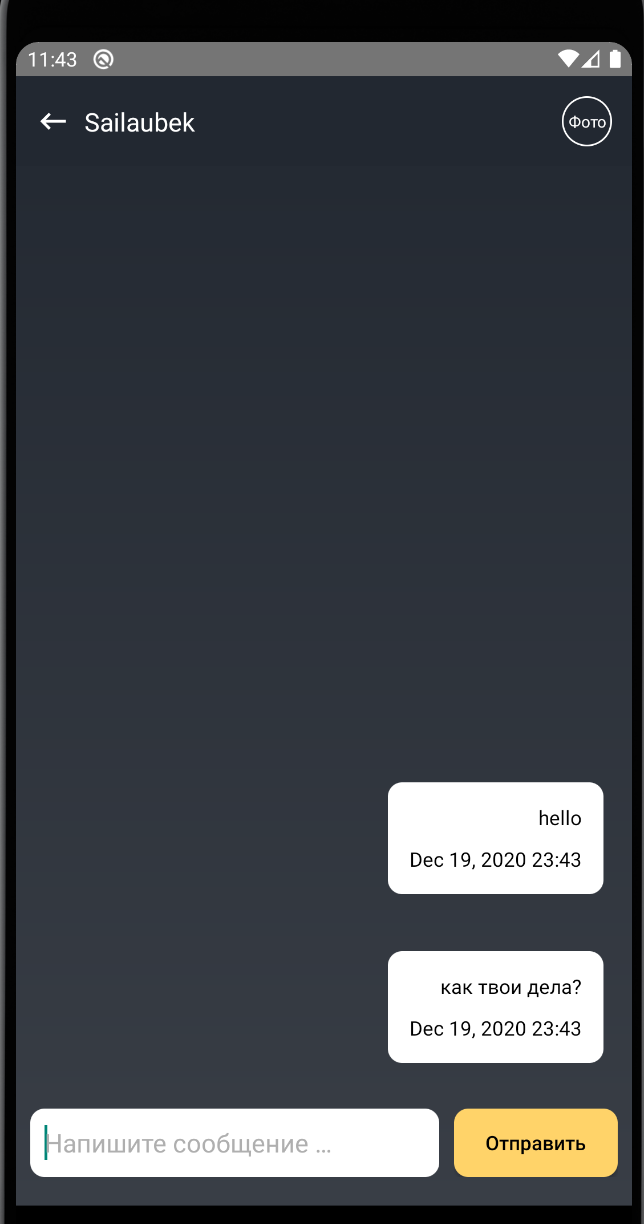 11:43
Sailaubek
Фото
hello
Dec 19, 2020 23:43
как твои дела?
Dec 19, 2020 23:43
Напишите сообщение ...
Отправить